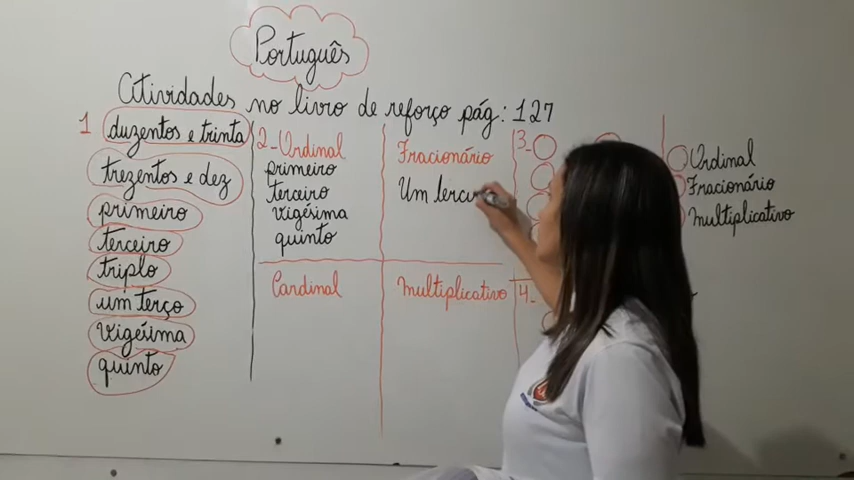 Português
Atividades no livro de reforço pág: 127
1
duzentos e trinta
trezentos e dez
primeiro
terceiro
triplo
um terço
vigésima
quinto
2- Ordinal
primeiro
terceiro
vigésima
quinto
Fracionário
Um
Cardinal
Multiplicativo
3-
Ordinal
Fracionário
Multiplicativo
4-